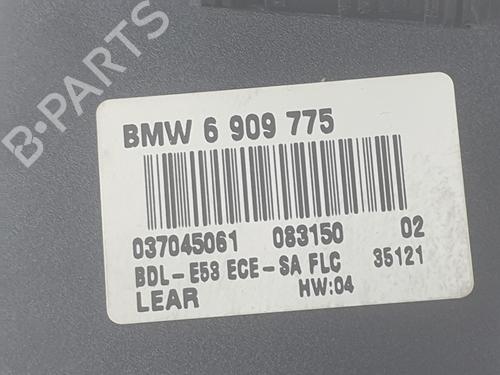 B-PARTS
BMW 6 909 775
037045061 083150 02
BDL-E53 ECE-SA FLC 35121
LEAR HW:04